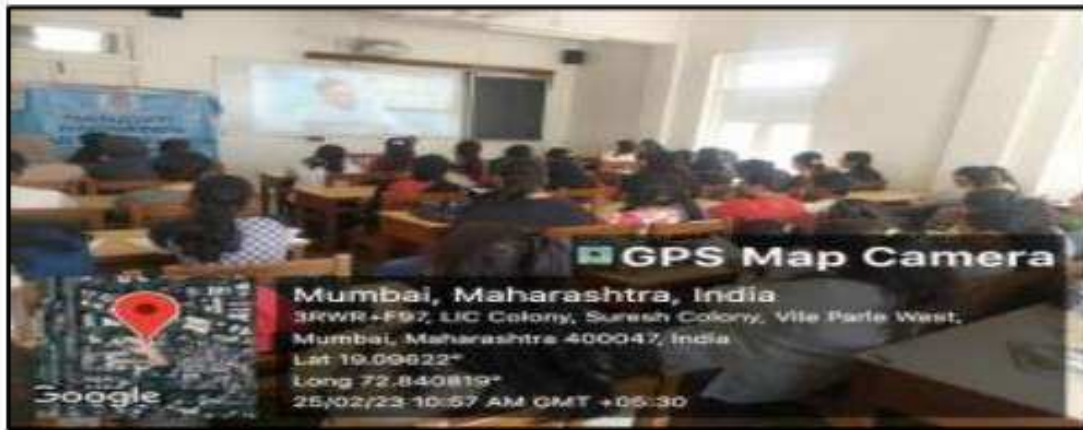 GPS Map Camera
Mumbai, Maharashtra, India
3RWR+F97, LIC Colony, Suresh Colony, Vile Parle West,
Mumbai, Maharashtra 400047, India
Lat 19.09622°
Long 72.840819°
25/02/23 10:57 AM GMT +05:30
Google